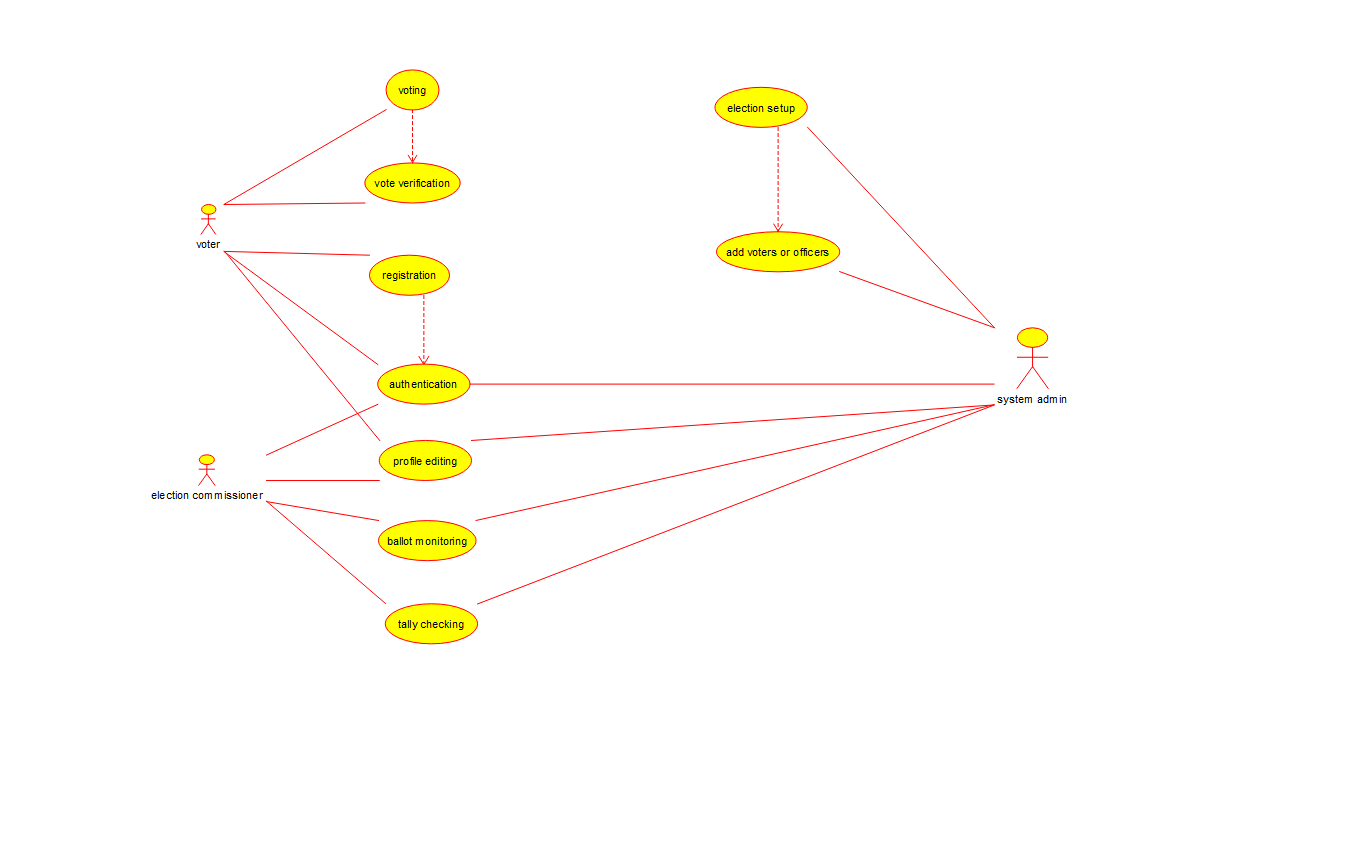 voting
election setup
vote verification
voter
add voters or officers
registration
authentication
system admin
profile editing
election commissioner
ballot monitoring
tally checking